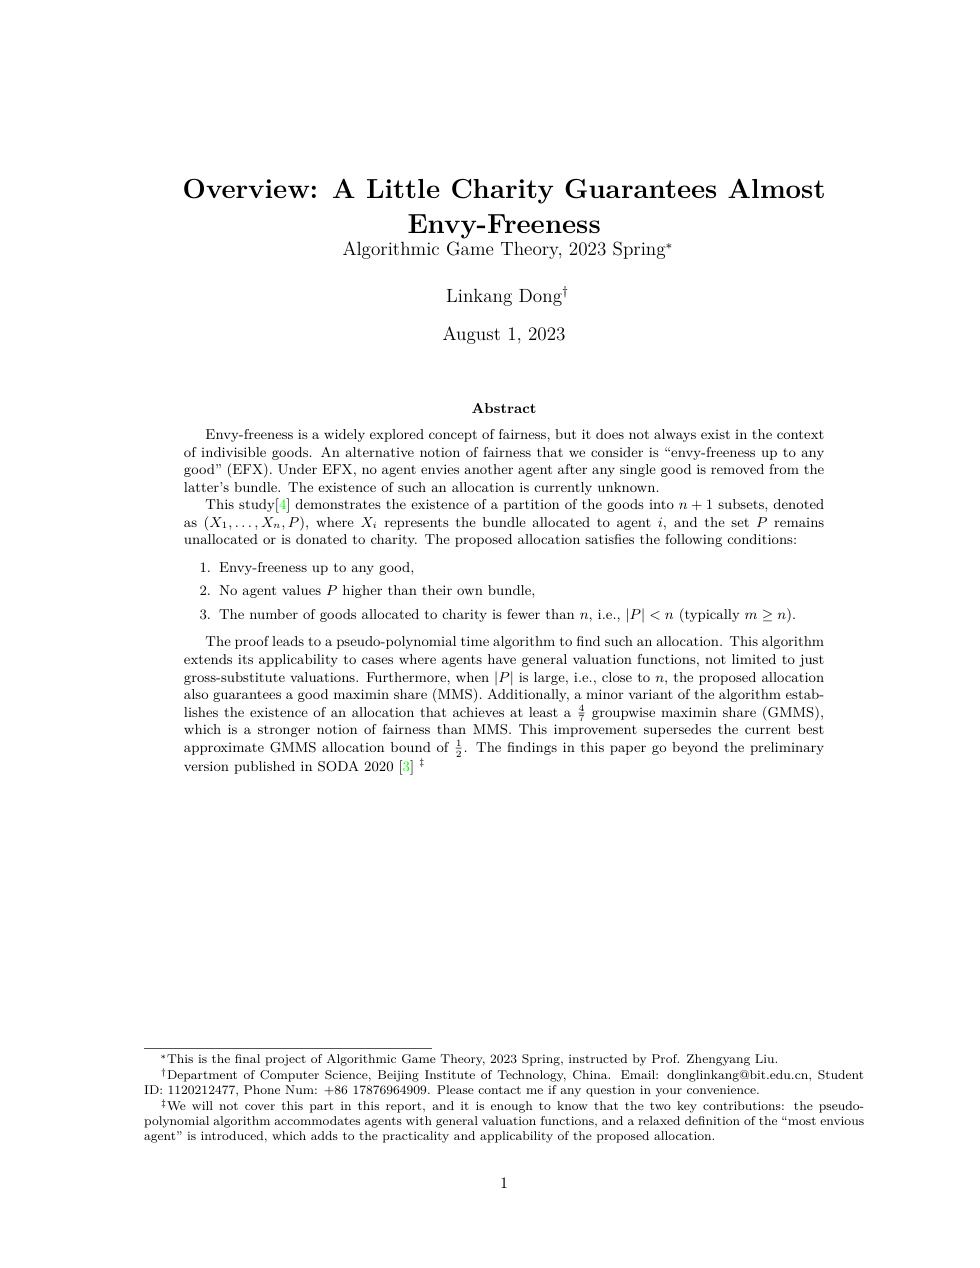 Overview: A Little Charity Guarantees Almost
Envy-Freeness
Algorithmic Game Theory, 2023 Spring*
Linkang Dong†
August 1, 2023
Abstract
Envy-freeness is a widely explored concept of fairness, but it does not always exist in the context
of indivisible goods. An alternative notion of fairness that we consider is “envy-freeness up to any
good” (EFX). Under EFX, no agent envies another agent after any single good is removed from the
latter’s bundle. The existence of such an allocation is currently unknown.
This study[4] demonstrates the existence of a partition of the goods into n + 1 subsets, denoted
as (X₁, . . . , Xₙ, P), where Xᵢ represents the bundle allocated to agent i, and the set P remains
unallocated or is donated to charity. The proposed allocation satisfies the following conditions:
1. Envy-freeness up to any good,
2. No agent values P higher than their own bundle,
3. The number of goods allocated to charity is fewer than n, i.e., |P| < n (typically m ≥ n).
The proof leads to a pseudo-polynomial time algorithm to find such an allocation. This algorithm
extends its applicability to cases where agents have general valuation functions, not limited to just
gross-substitute valuations. Furthermore, when |P| is large, i.e., close to n, the proposed allocation
also guarantees a good maximin share (MMS). Additionally, a minor variant of the algorithm estab-
lishes the existence of an allocation that achieves at least a 4/7 groupwise maximin share (GMMS),
which is a stronger notion of fairness than MMS. This improvement supersedes the current best
approximate GMMS allocation bound of 1/2. The findings in this paper go beyond the preliminary
version published in SODA 2020 [3] ‡
*This is the final project of Algorithmic Game Theory, 2023 Spring, instructed by Prof. Zhengyang Liu.
†Department of Computer Science, Beijing Institute of Technology, China. Email: donglinkang@bit.edu.cn, Student
ID: 1120212477, Phone Num: +86 17876964909. Please contact me if any question in your convenience.
‡We will not cover this part in this report, and it is enough to know that the two key contributions: the pseudo-
polynomial algorithm accommodates agents with general valuation functions, and a relaxed definition of the “most envious
agent” is introduced, which adds to the practicality and applicability of the proposed allocation.
1